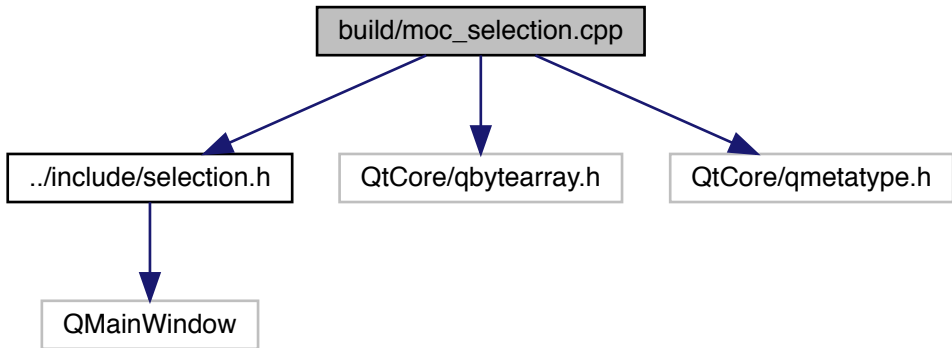 build/moc_selection.cpp
../include/selection.h
QtCore/qbytearray.h
QtCore/qmetatype.h
QMainWindow